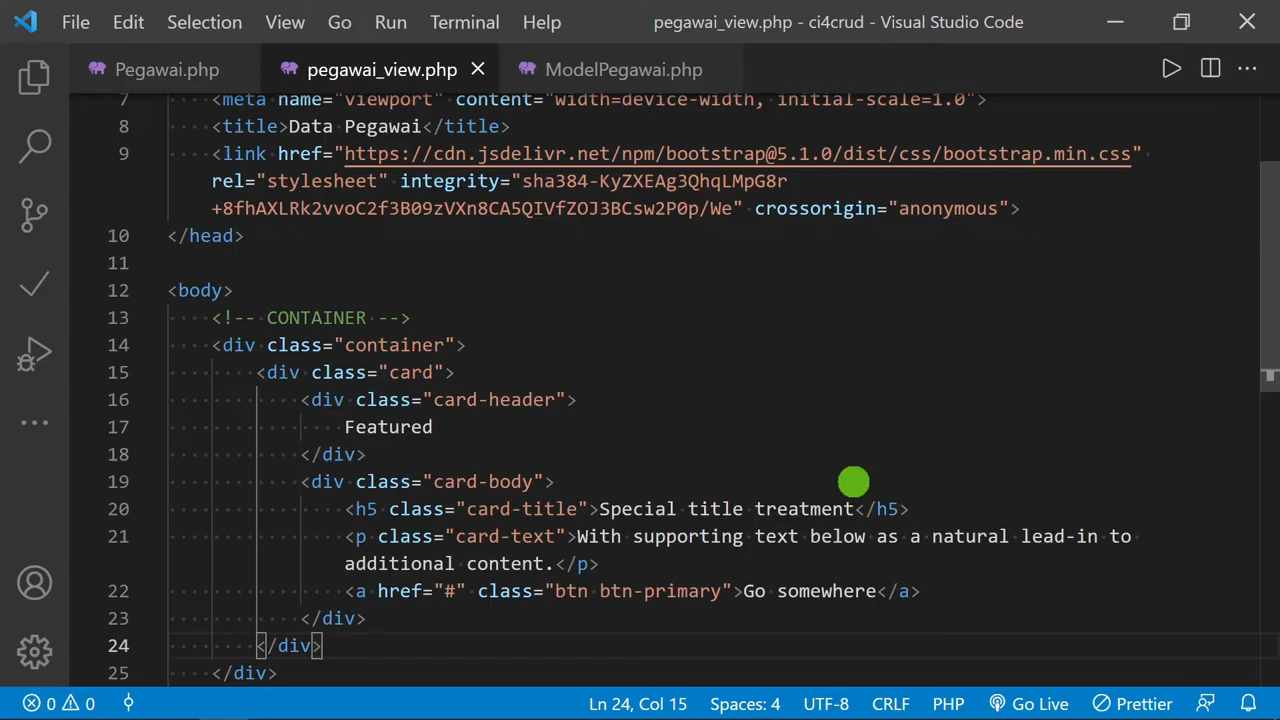 File Edit Selection View Go Run Terminal Help pegawai_view.php - ci4crud - Visual Studio Code
Pegawai.php pegawai_view.php ModelPegawai.php
7 <meta name="viewport" content="width=device-width, initial-scale=1.0">
8 <title>Data Pegawai</title>
9 <link href="https://cdn.jsdelivr.net/npm/bootstrap@5.1.0/dist/css/bootstrap.min.css"
rel="stylesheet" integrity="sha384-KyZXEAg3QhqLMpG8r
+8fhAXLRk2vvoC2f3B09zVXn8CA5QIVfZOJ3BCsw2P0p/We" crossorigin="anonymous">
10 </head>
11
12 <body>
13 <!-- CONTAINER -->
14 <div class="container">
15 <div class="card">
16 <div class="card-header">
17 Featured
18 </div>
19 <div class="card-body">
20 <h5 class="card-title">Special title treatment</h5>
21 <p class="card-text">With supporting text below as a natural lead-in to
additional content.</p>
22 <a href="#" class="btn btn-primary">Go somewhere</a>
23 </div>
24 </div>
25 </div>
0 0 Ln 24, Col 15 Spaces: 4 UTF-8 CRLF PHP Go Live Prettier